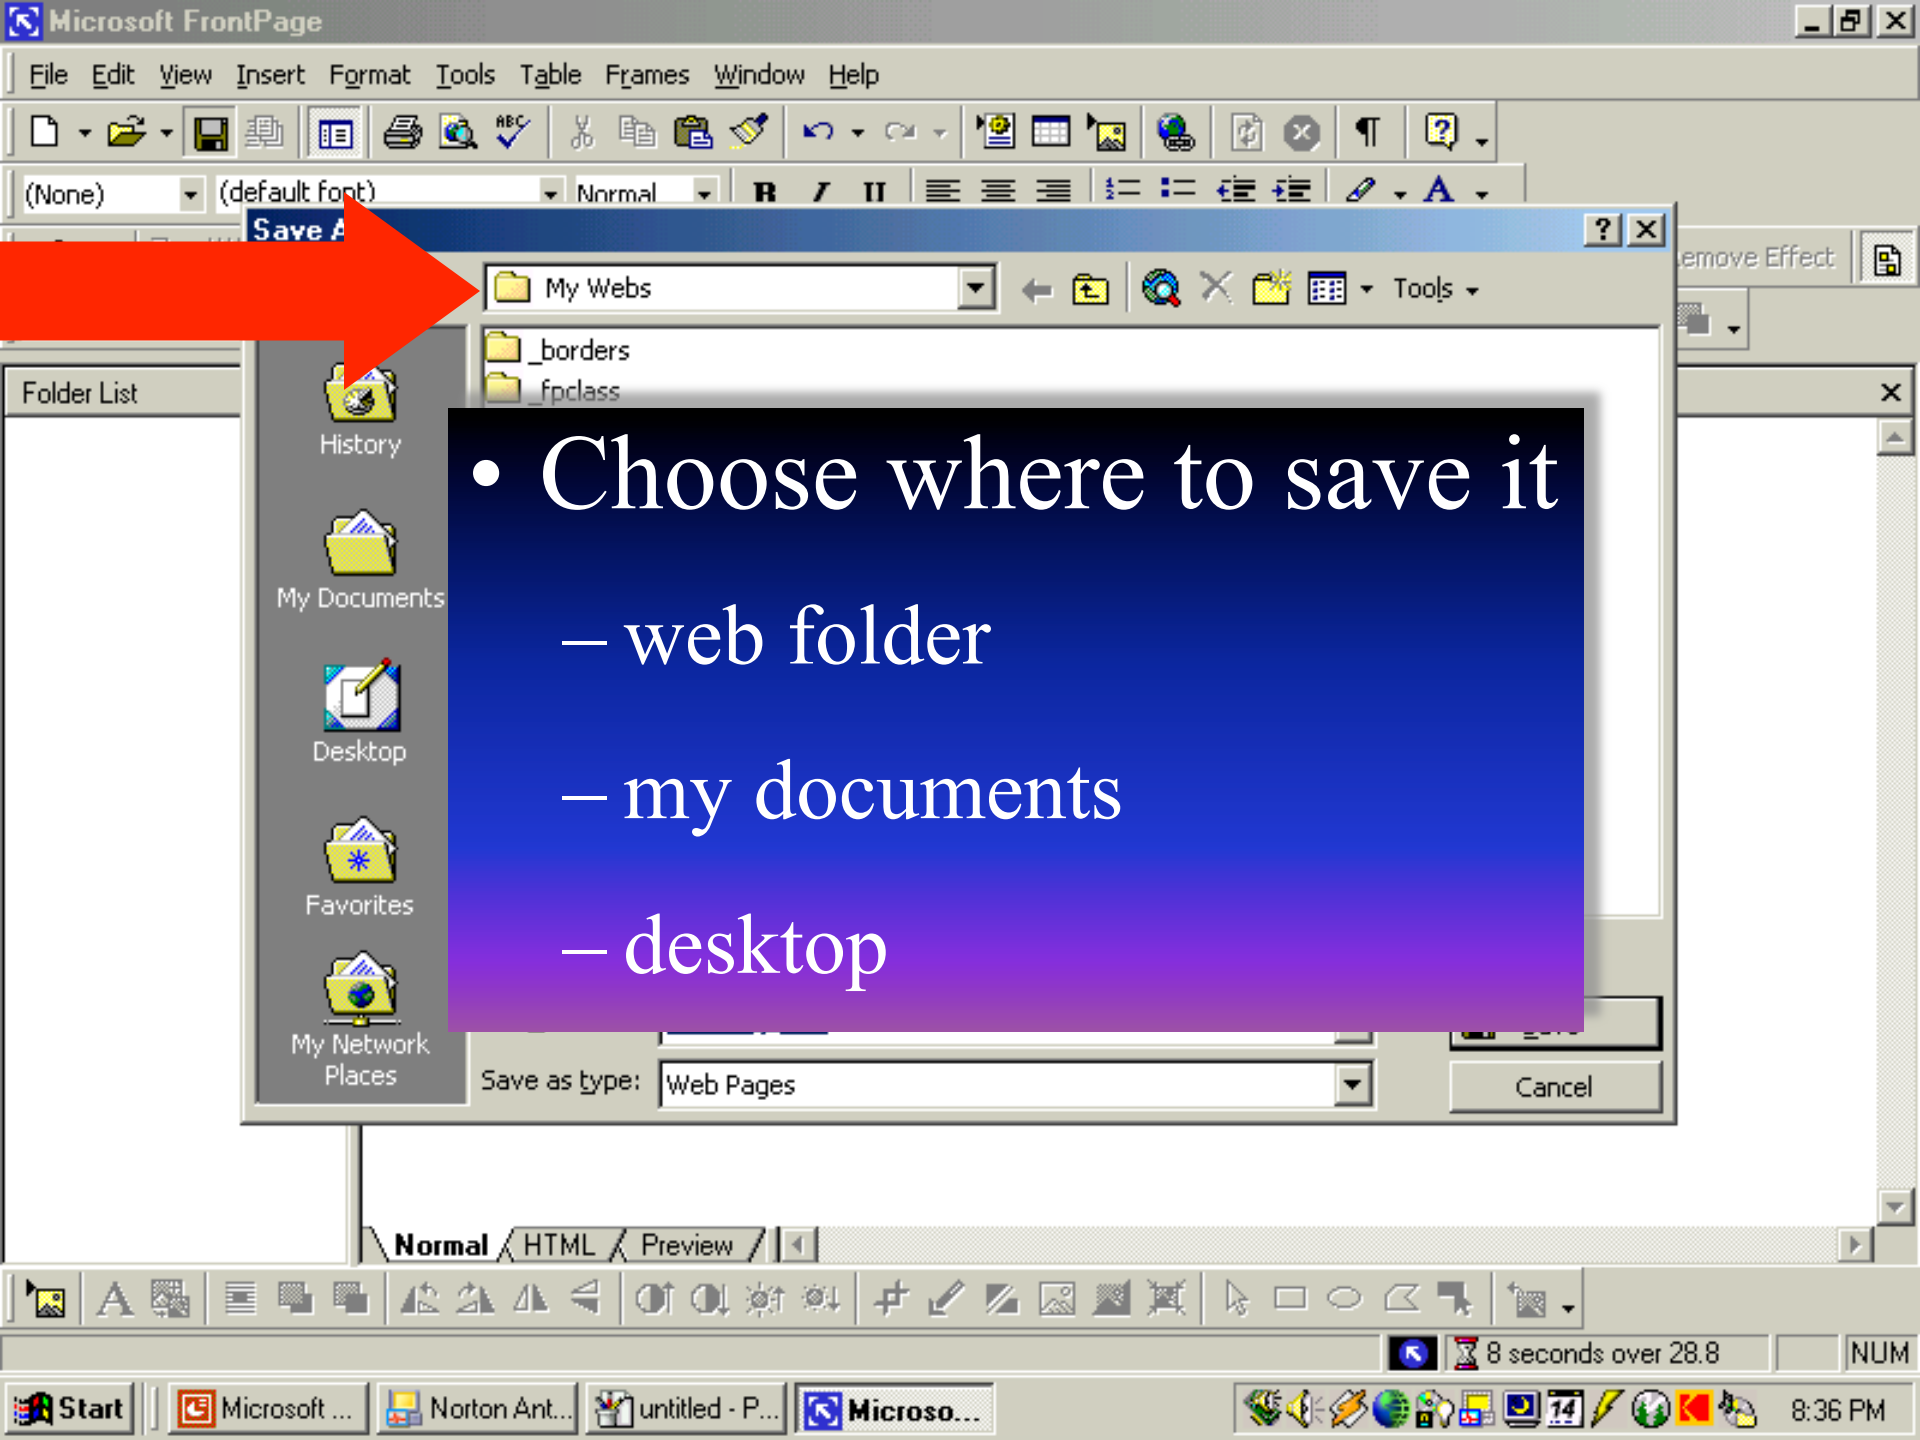 Microsoft FrontPage
File Edit View Insert Format Tools Table Frames Window Help
ABC
(None) (default font) Normal B I U A
Save
emove Effect
My Webs Tools
_borders
_fpclass
Folder List
History
My Documents
Desktop
Favorites
My Network
Places
• Choose where to save it
– web folder
– my documents
– desktop
Save as type: Web Pages
Cancel
Normal HTML Preview
8 seconds over 28.8 NUM
Start Microsoft ... Norton Ant... untitled - P... Microso... 14 8:36 PM